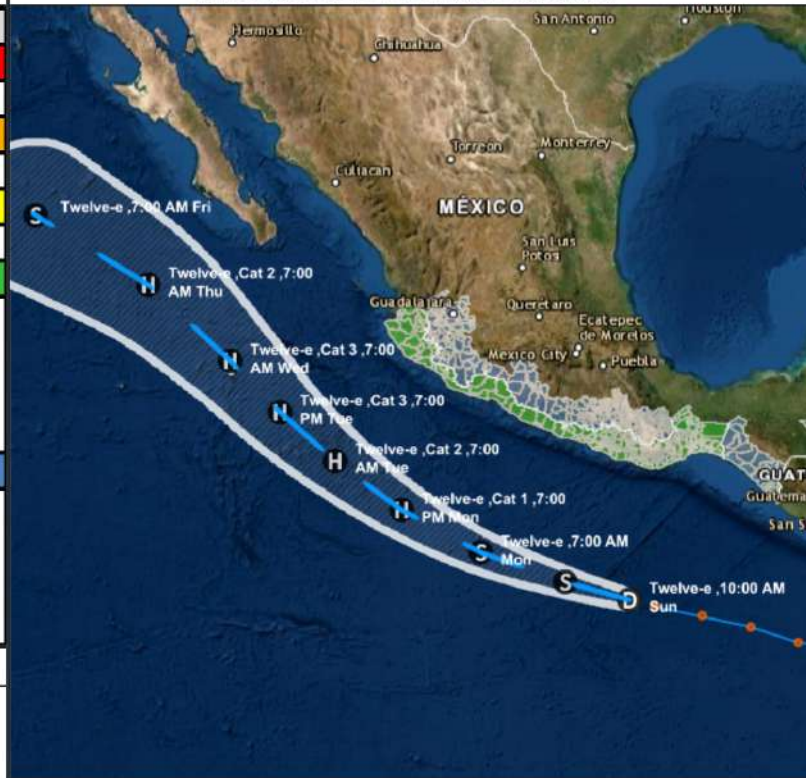 San Antonio
Houston
Hermosillo
Chihuahua
Torreon
Monterrey
Culiacan
MÉXICO
San Luis
Potosi
Guadalajara
Querétaro
Ecatepec
de Morelos
Mexico City
Puebla
GUAT
Guatema
San S
S
Twelve-e ,7:00 AM Fri
H
Twelve-e ,Cat 2 ,7:00
AM Thu
H
Twelve-e ,Cat 3 ,7:00
AM Wed
H
Twelve-e ,Cat 3 ,7:00
PM Tue
H
Twelve-e ,Cat 2 ,7:00
AM Tue
H
Twelve-e ,Cat 1 ,7:00
PM Mon
S
Twelve-e ,7:00 AM
Mon
S
D
Twelve-e ,10:00 AM
Sun